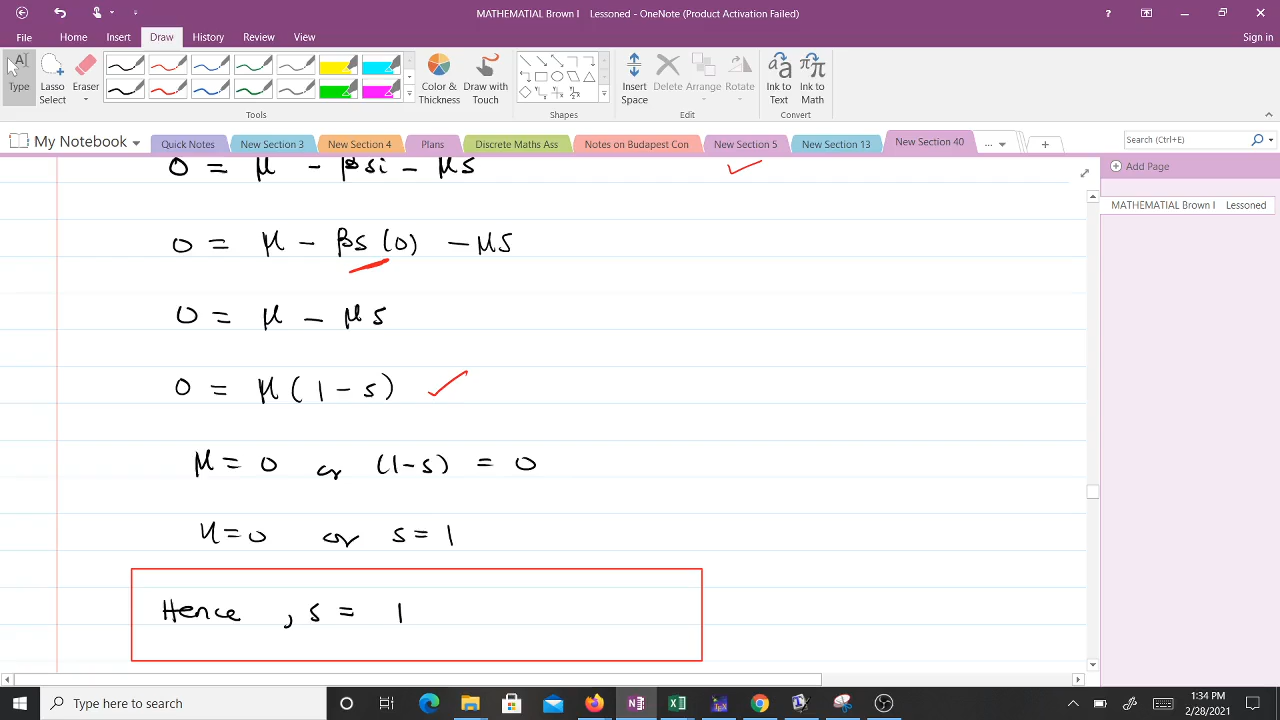 MATHEMATIAL Brown I Lessoned - OneNote (Product Activation Failed)
File Home Insert Draw History Review View Sign in
Type Lasso Select Eraser Color & Thickness Draw with Touch Insert Space Delete Arrange Rotate Ink to Text Ink to Math
Tools Shapes Edit Convert
My Notebook Quick Notes New Section 3 New Section 4 Plans Discrete Maths Ass Notes on Budapest Con New Section 5 New Section 13 New Section 40 ... Search (Ctrl+E)
Add Page
MATHEMATIAL Brown I Lessoned
0 = μ - βsi - μs
0 = μ - βs(0) - μs
0 = μ - μs
0 = μ(1 - s)
μ = 0 or (1-s) = 0
μ=0 or s = 1
Hence , s = 1
Type here to search
1:34 PM
2/28/2021